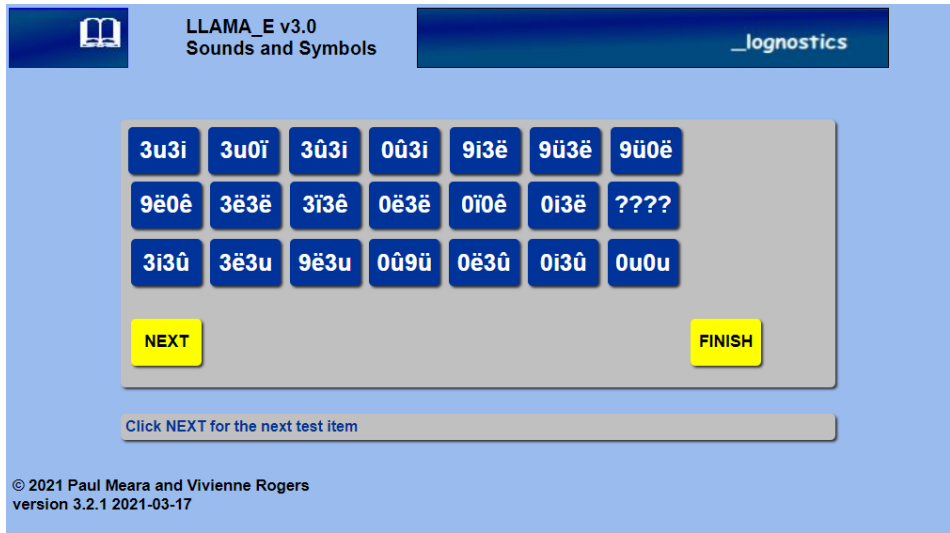 LLAMA_E v3.0
Sounds and Symbols
_lognostics
3u3i 3u0ï 3û3i 0û3i 9i3ë 9ü3ë 9ü0ë
9ë0ê 3ë3ë 3ï3ê 0ë3ë 0ï0ê 0i3ë ????
3i3û 3ë3u 9ë3u 0û9ü 0ë3û 0i3û 0u0u
NEXT FINISH
Click NEXT for the next test item
© 2021 Paul Meara and Vivienne Rogers
version 3.2.1 2021-03-17